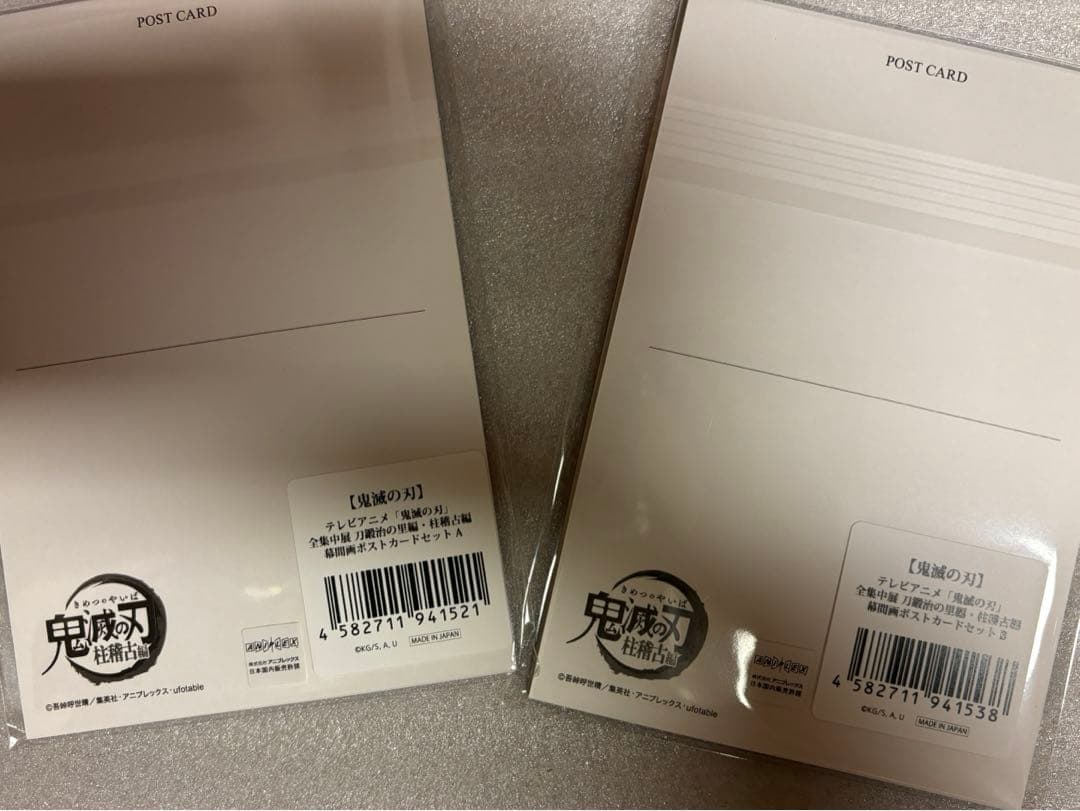 POST CARD
【鬼滅の刃】
テレビアニメ「鬼滅の刃」
全集中展 刀鍛冶の里編・柱稽古編
幕間画ポストカードセット A
4 582711 941521
©KG/S, A, U
MADE IN JAPAN
きめつのやいば
鬼滅の刃
柱稽古編
ANIPLEX
株式会社 アニプレックス
日本国内販売許諾
©吾峠呼世晴/集英社・アニプレックス・ufotable
POST CARD
【鬼滅の刃】
テレビアニメ「鬼滅の刃」
全集中展 刀鍛冶の里編・柱稽古編
幕間画ポストカードセット
4 582711 941538
©KG/S, A, U
MADE IN JAPAN
きめつのやいば
鬼滅の刃
柱稽古編
ANIPLEX
株式会社 アニプレックス
日本国内販売許諾
©吾峠呼世晴/集英社・アニプレックス・ufotable